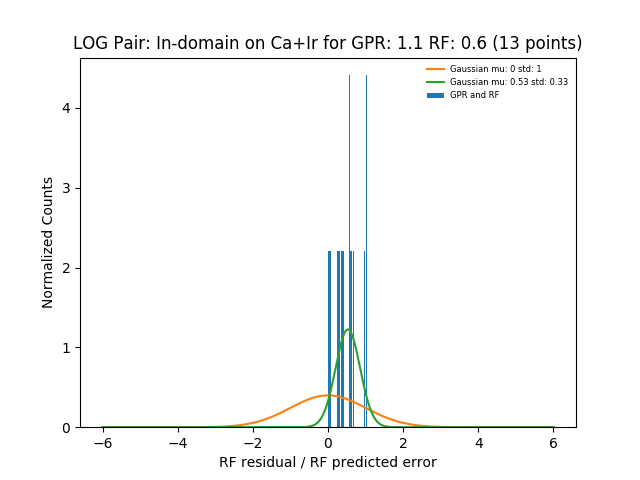 LOG Pair: In-domain on Ca+Ir for GPR: 1.1 RF: 0.6 (13 points)
Gaussian mu: 0 std: 1
Gaussian mu: 0.53 std: 0.33
GPR and RF
Normalized Counts
4
3
2
1
0
−6 −4 −2 0 2 4 6
RF residual / RF predicted error